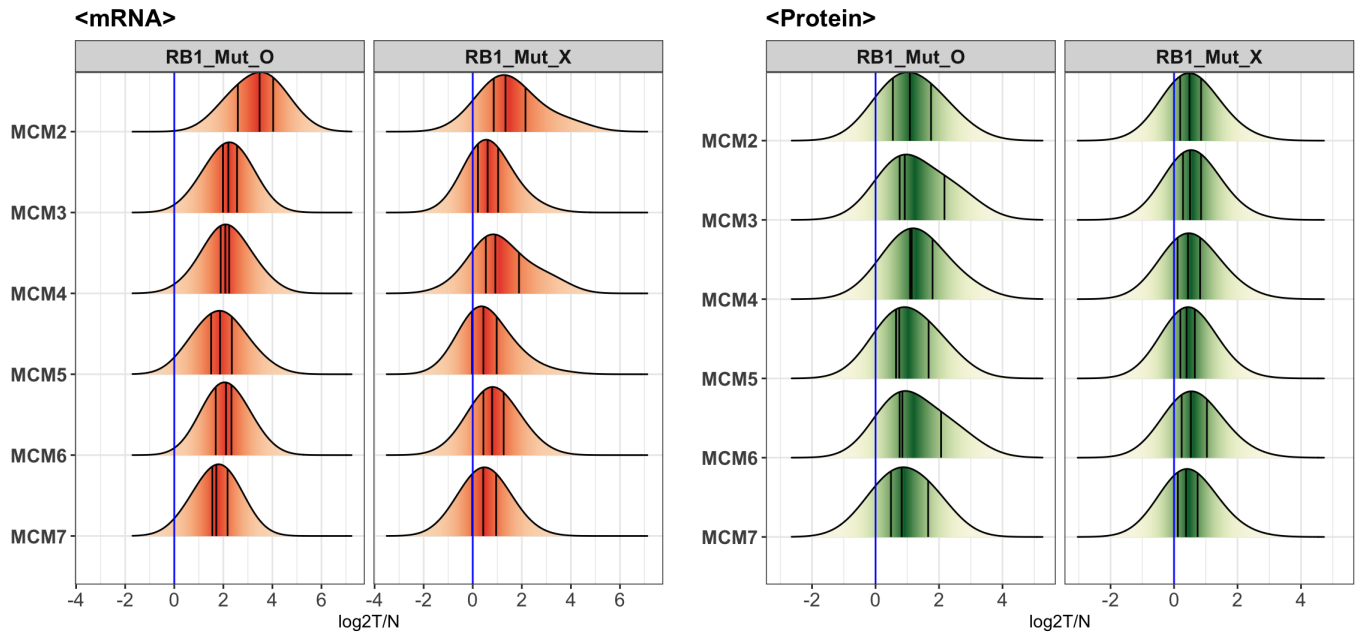 <mRNA>
RB1_Mut_O
RB1_Mut_X
MCM2
MCM3
MCM4
MCM5
MCM6
MCM7
-4 -2 0 2 4 6
-4 -2 0 2 4 6
log2T/N
<Protein>
RB1_Mut_O
RB1_Mut_X
MCM2
MCM3
MCM4
MCM5
MCM6
MCM7
-2 0 2 4
-2 0 2 4
log2T/N